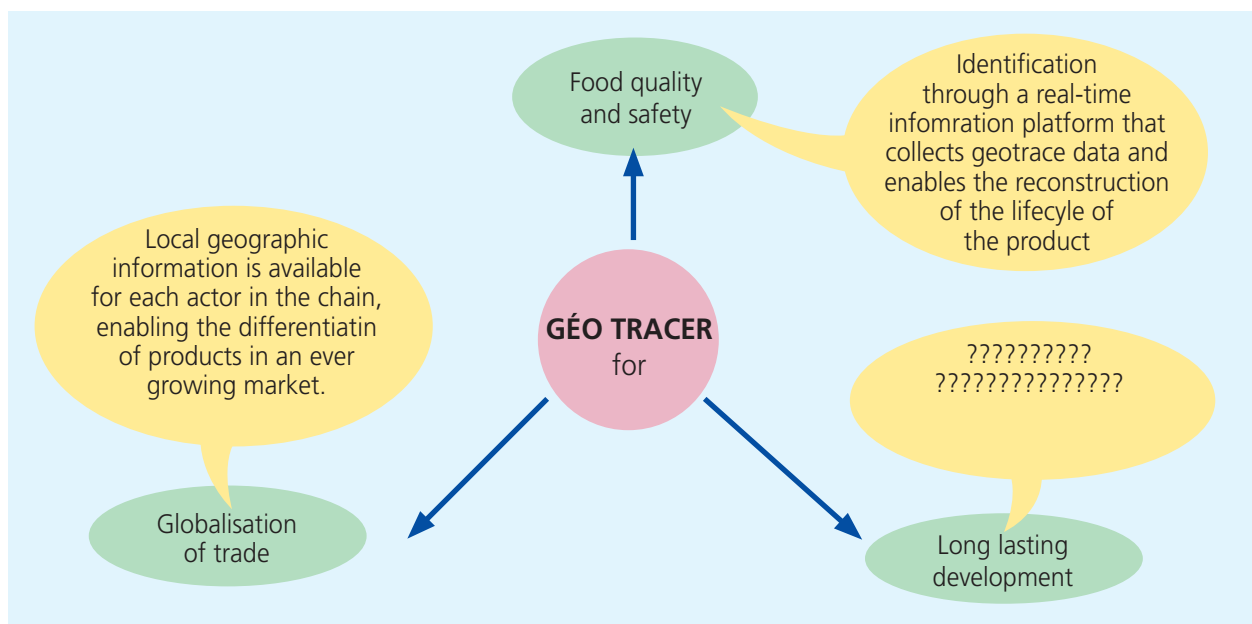 Food quality
and safety
Identification
through a real-time
infomration platform that
collects geotrace data and
enables the reconstruction
of the lifecyle of
the product
Local geographic
information is available
for each actor in the chain,
enabling the differentiatin
of products in an ever
growing market.
GÉO TRACER
for
??????????
???????????????
Globalisation
of trade
Long lasting
development